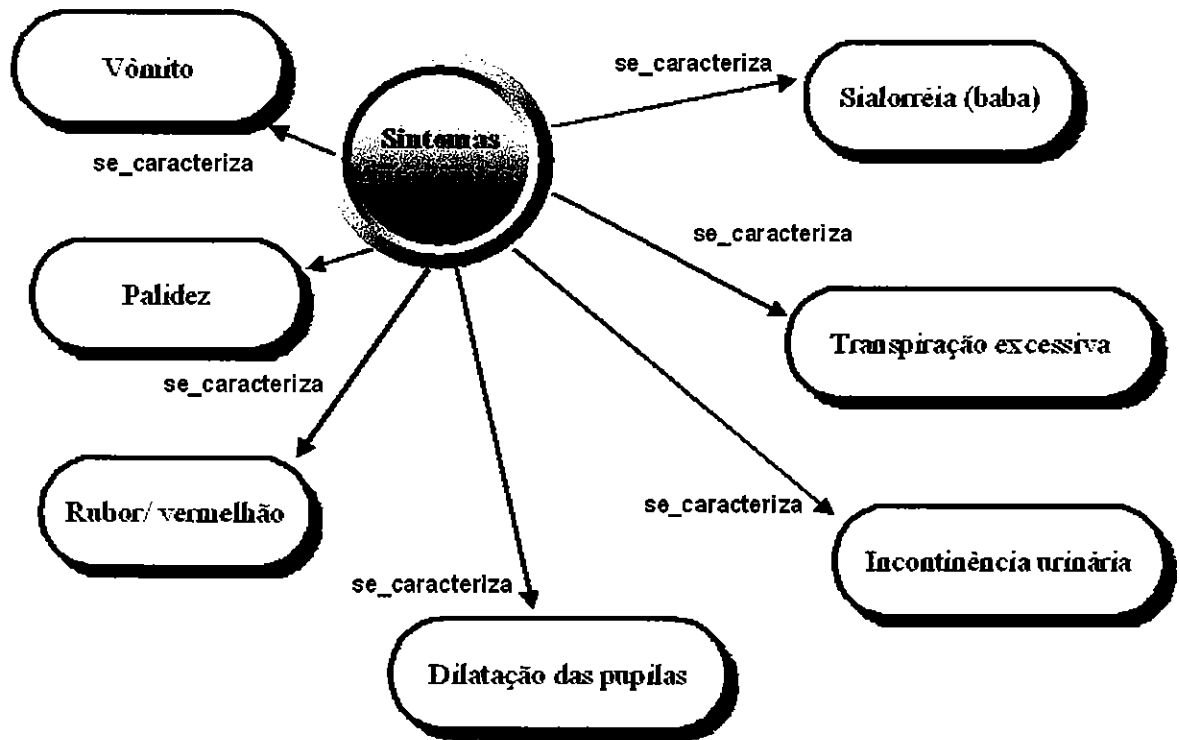 Vômito
se_caracteriza
Sialorréia (baba)
Sintomas
se_caracteriza
se_caracteriza
Palidez
Transpiração excessiva
se_caracteriza
Rubor/ vermelhão
se_caracteriza
Incontinência urinária
se_caracteriza
Dilatação das pupilas